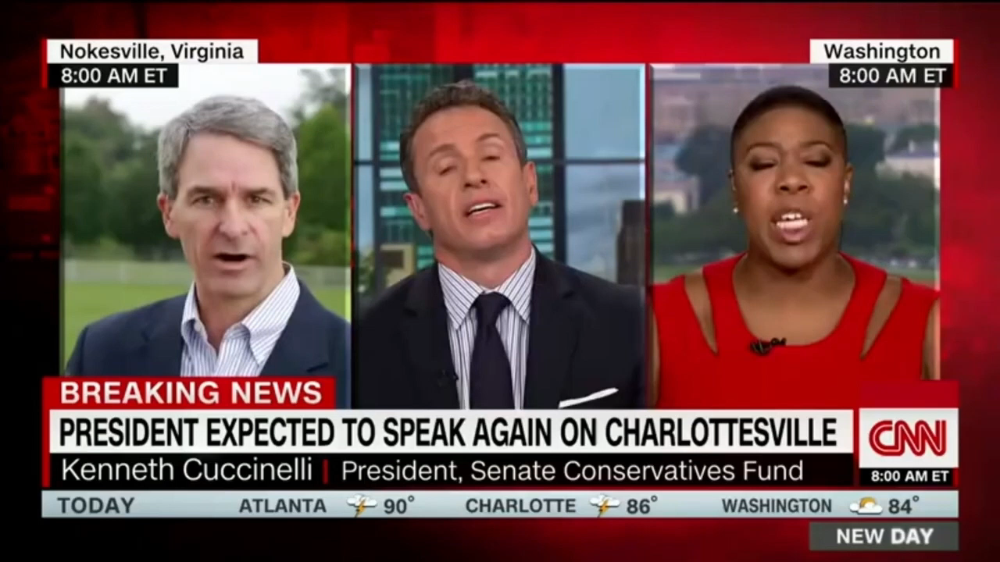 Nokesville, Virginia
8:00 AM ET
Washington
8:00 AM ET
BREAKING NEWS
PRESIDENT EXPECTED TO SPEAK AGAIN ON CHARLOTTESVILLE
Kenneth Cuccinelli | President, Senate Conservatives Fund
CNN
8:00 AM ET
TODAY ATLANTA 90° CHARLOTTE 86° WASHINGTON 84°
NEW DAY